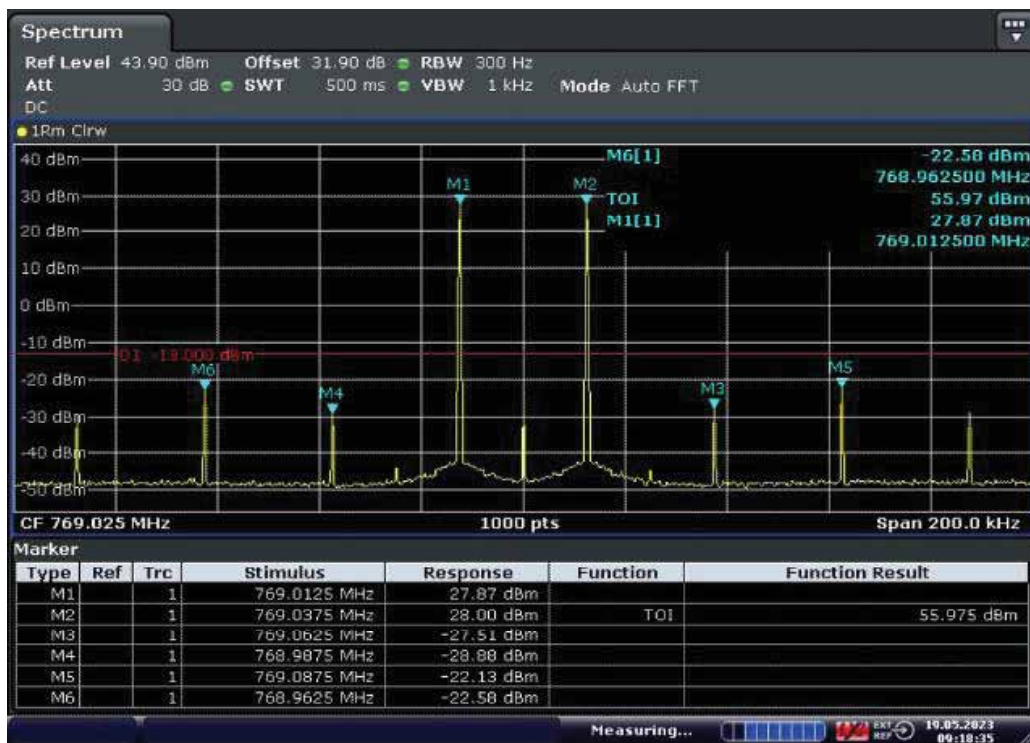 Spectrum
Ref Level 43.90 dBm Offset 31.90 dB RBW 300 Hz
Att 30 dB SWT 500 ms VBW 1 kHz Mode Auto FFT
DC
1Rm Clrw
40 dBm
M6[1] -22.58 dBm
768.962500 MHz
M1 M2
30 dBm
TOI 55.97 dBm
M1[1] 27.87 dBm
20 dBm
769.012500 MHz
10 dBm
0 dBm
-10 dBm
D1 -13.000 dBm
M6 M5
-20 dBm
M4 M3
-30 dBm
-40 dBm
-50 dBm
CF 769.025 MHz 1000 pts Span 200.0 kHz
Marker
Type Ref Trc Stimulus Response Function Function Result
M1 1 769.0125 MHz 27.87 dBm
M2 1 769.0375 MHz 28.00 dBm TOI 55.975 dBm
M3 1 769.0625 MHz -27.51 dBm
M4 1 768.9875 MHz -28.88 dBm
M5 1 769.0875 MHz -22.13 dBm
M6 1 768.9625 MHz -22.58 dBm
Measuring... EXT REF 19.05.2023
09:18:35